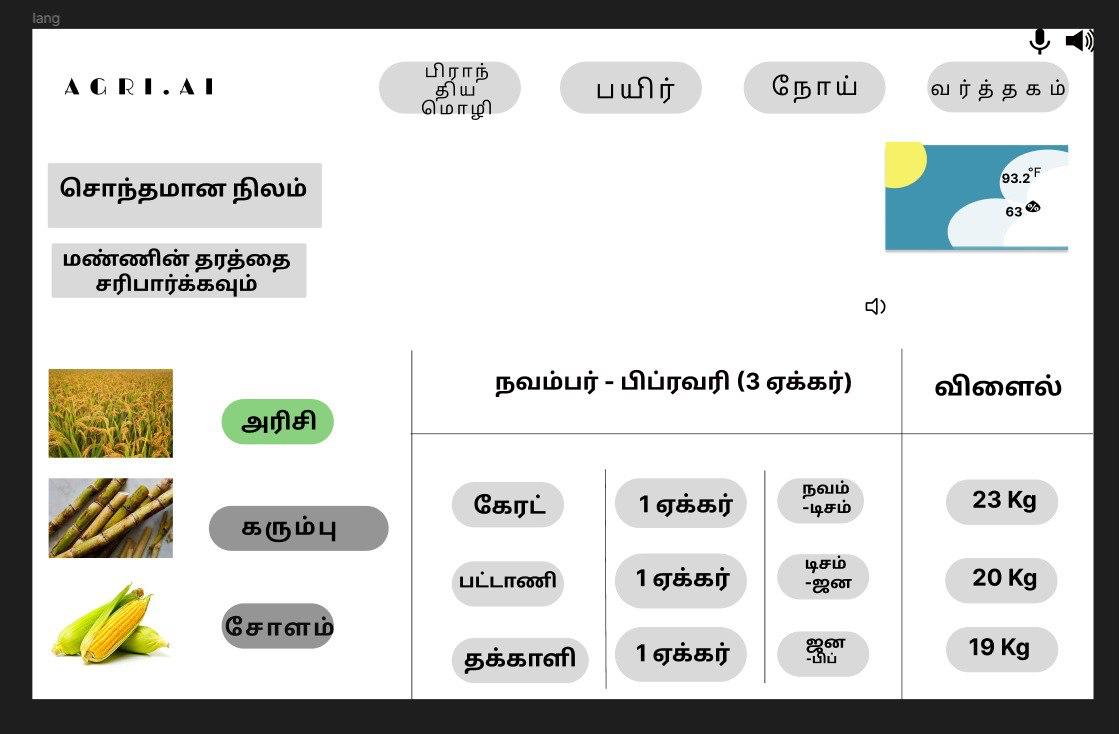 lang
AGRI.AI
பிராந்
திய
மொழி
பயிர்
நோய்
வர்த்தகம்
சொந்தமான நிலம்
மண்ணின் தரத்தை
சரிபார்க்கவும்
93.2°F
63 %
நவம்பர் - பிப்ரவரி (3 ஏக்கர்)
விளைல்
அரிசி
கரும்பு
சோளம்
கேரட்
1 ஏக்கர்
நவம்
-டிசம்
23 Kg
பட்டாணி
1 ஏக்கர்
டிசம்
-ஜன
20 Kg
தக்காளி
1 ஏக்கர்
ஜன
-பிப்
19 Kg